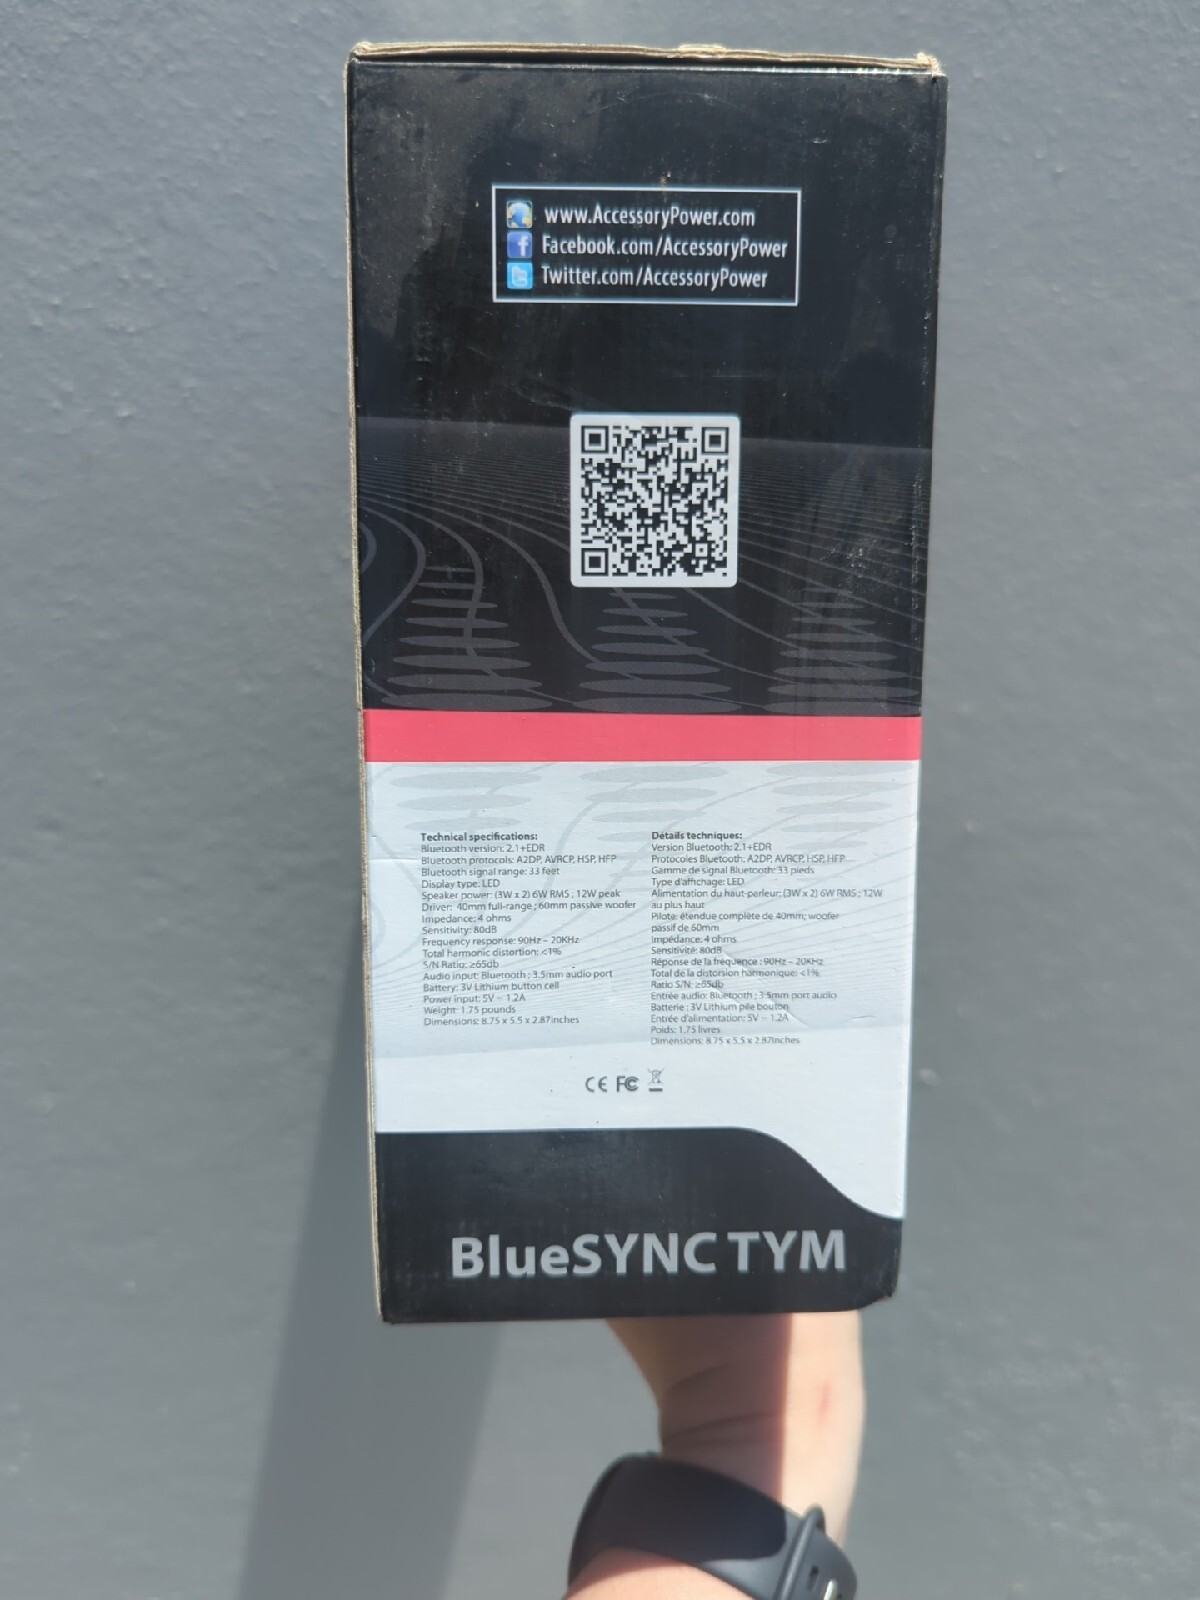 www.AccessoryPower.com
Facebook.com/AccessoryPower
Twitter.com/AccessoryPower
Technical specifications:
Bluetooth version: 2.1+EDR
Bluetooth protocols: A2DP, AVRCP, HSP, HFP
Bluetooth signal range: 33 feet
Display type: LED
Speaker power: (3W x 2) 6W RMS ; 12W peak
Driver: 40mm full-range ; 60mm passive woofer
Impedance: 4 ohms
Sensitivity: 80dB
Frequency response: 90Hz – 20KHz
Total harmonic distortion: <1%
S/N Ratio: ≥65db
Audio input: Bluetooth ; 3.5mm audio port
Battery: 3V Lithium button cell
Power input: 5V – 1.2A
Weight: 1.75 pounds
Dimensions: 8.75 x 5.5 x 2.87inches
Détails techniques:
Version Bluetooth: 2.1+EDR
Protocoles Bluetooth: A2DP, AVRCP, HSP, HFP
Gamme de signal Bluetooth: 33 pieds
Type d'affichage: LED
Alimentation du haut-parleur: (3W x 2) 6W RMS ; 12W
au plus haut
Pilote: étendue complète de 40mm; woofer
passif de 60mm
Impédance: 4 ohms
Sensitivité: 80dB
Réponse de la fréquence : 90Hz – 20KHz
Total de la distorsion harmonique: <1%
Ratio S/N: ≥65db
Entrée audio: Bluetooth ; 3.5mm port audio
Batterie : 3V Lithium pile bouton
Entrée d'alimentation: 5V – 1.2A
Poids: 1.75 livres
Dimensions: 8.75 x 5.5 x 2.87inches
CE FC
BlueSYNC TYM